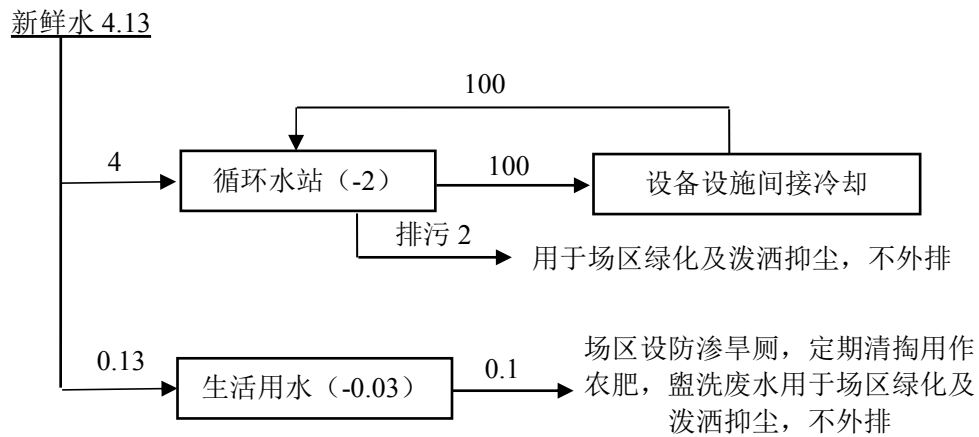 新鲜水 4.13
100
4
循环水站（-2）
100
设备设施间接冷却
排污 2
用于场区绿化及泼洒抑尘，不外排
0.13
生活用水（-0.03）
0.1
场区设防渗旱厕，定期清掏用作
农肥，盥洗废水用于场区绿化及
泼洒抑尘，不外排